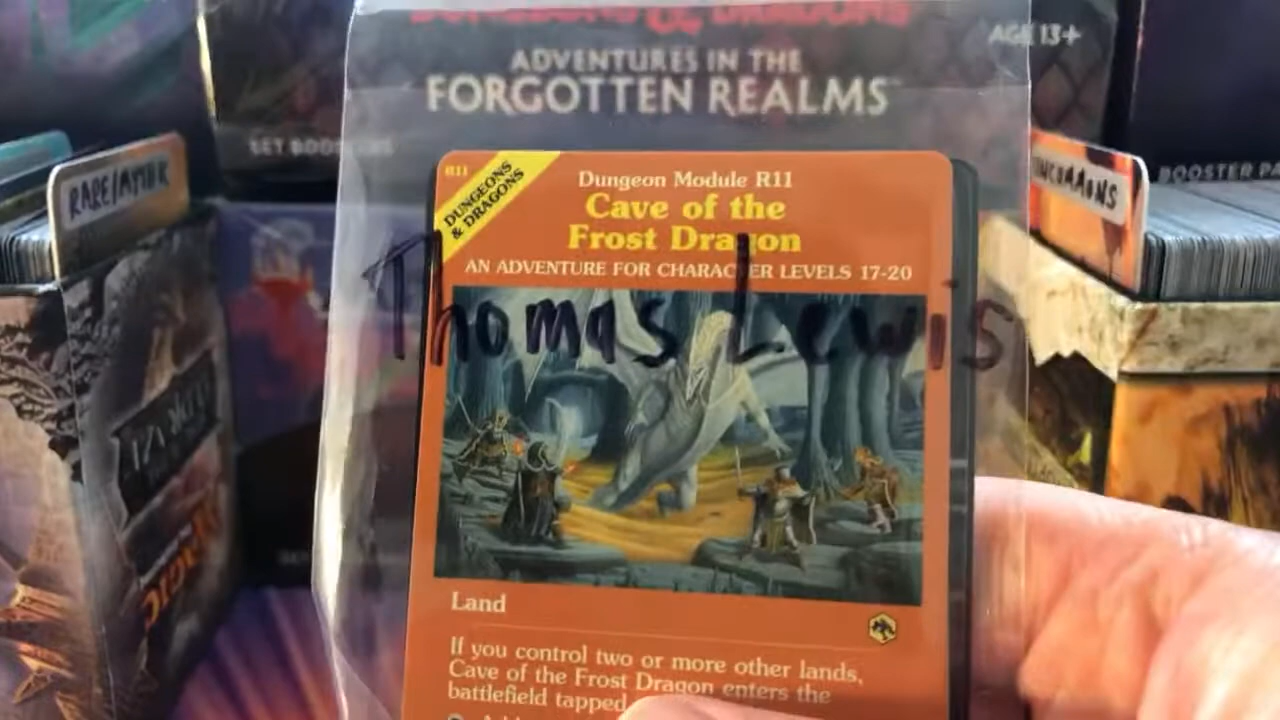 DUNGEONS & DRAGONS
ADVENTURES IN THE
FORGOTTEN REALMS
AGE 13+
SET BOOSTERS
BOOSTER PA
RARE/MYTHIC
UNCOMMONS
R11
DUNGEONS
& DRAGONS
Dungeon Module R11
Cave of the
Frost Dragon
AN ADVENTURE FOR CHARACTER LEVELS 17-20
Thomas Lewis
Land
If you control two or more other lands,
Cave of the Frost Dragon enters the
battlefield tapped
MAGIC